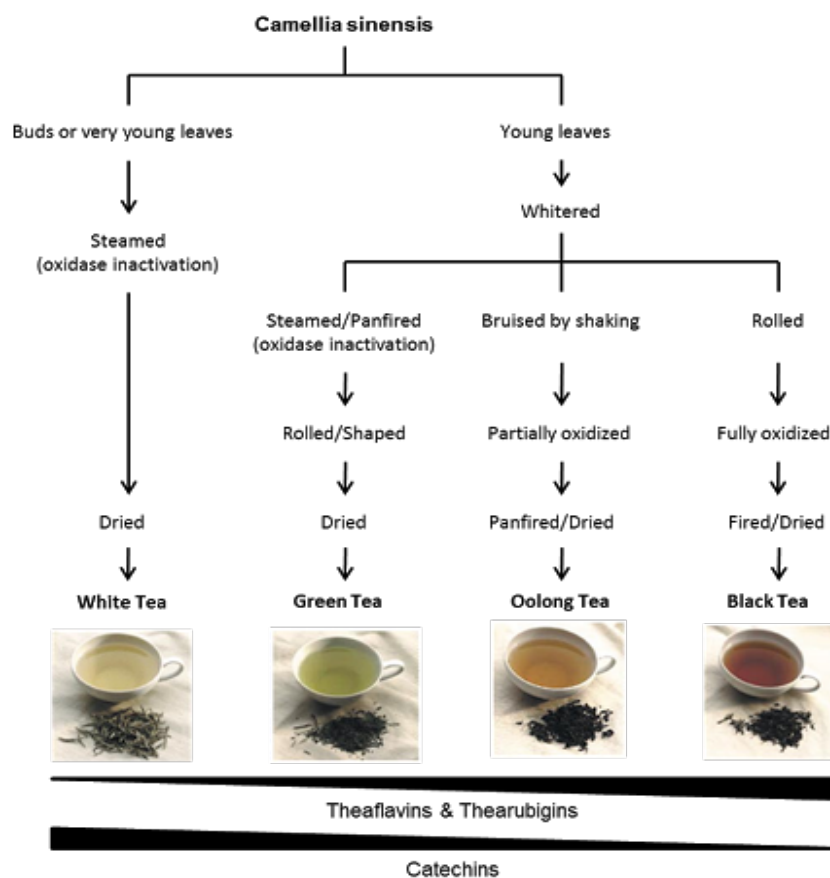 Camellia sinensis
Buds or very young leaves
Young leaves
Whitered
Steamed
(oxidase inactivation)
Steamed/Panfired
(oxidase inactivation)
Bruised by shaking
Rolled
Rolled/Shaped
Partially oxidized
Fully oxidized
Dried
Dried
Panfired/Dried
Fired/Dried
White Tea
Green Tea
Oolong Tea
Black Tea
Theaflavins & Thearubigins
Catechins